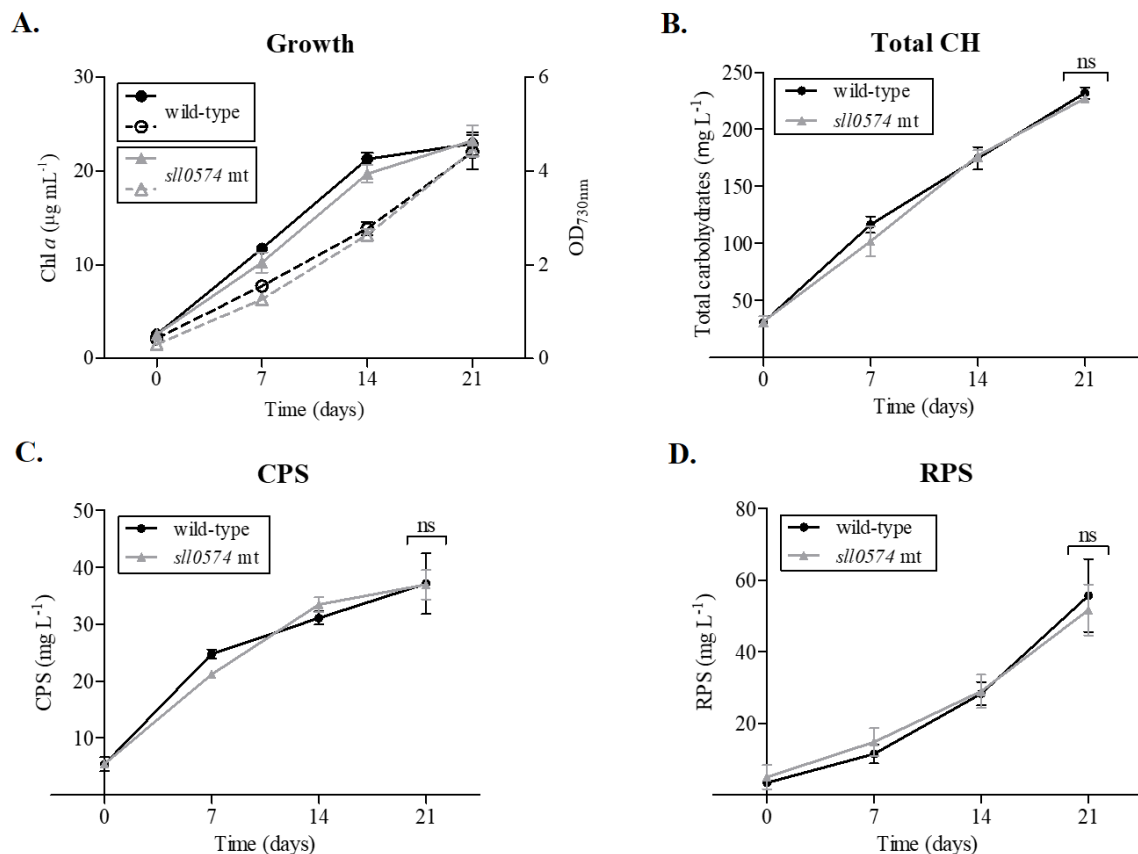 A.
Growth
Chl a (µg mL⁻¹)
30
20
10
0
wild-type
sll0574 mt
6
4
2
0
OD730nm
0 7 14 21
Time (days)
B.
Total CH
Total carbohydrates (mg L⁻¹)
250
200
150
100
50
wild-type
sll0574 mt
ns
0 7 14 21
Time (days)
C.
CPS
CPS (mg L⁻¹)
50
40
30
20
10
wild-type
sll0574 mt
ns
0 7 14 21
Time (days)
D.
RPS
RPS (mg L⁻¹)
80
60
40
20
wild-type
sll0574 mt
ns
0 7 14 21
Time (days)